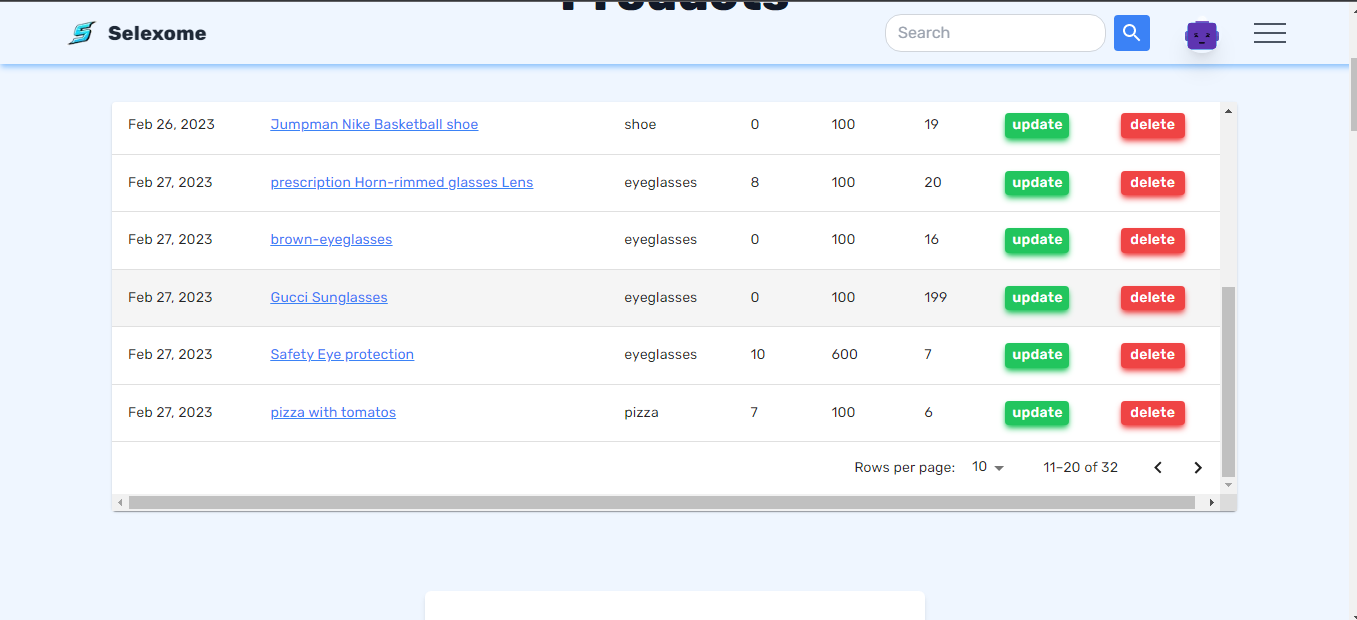 Products
Selexome
Search
Feb 26, 2023 Jumpman Nike Basketball shoe shoe 0 100 19 update delete
Feb 27, 2023 prescription Horn-rimmed glasses Lens eyeglasses 8 100 20 update delete
Feb 27, 2023 brown-eyeglasses eyeglasses 0 100 16 update delete
Feb 27, 2023 Gucci Sunglasses eyeglasses 0 100 199 update delete
Feb 27, 2023 Safety Eye protection eyeglasses 10 600 7 update delete
Feb 27, 2023 pizza with tomatos pizza 7 100 6 update delete
Rows per page: 10 11–20 of 32